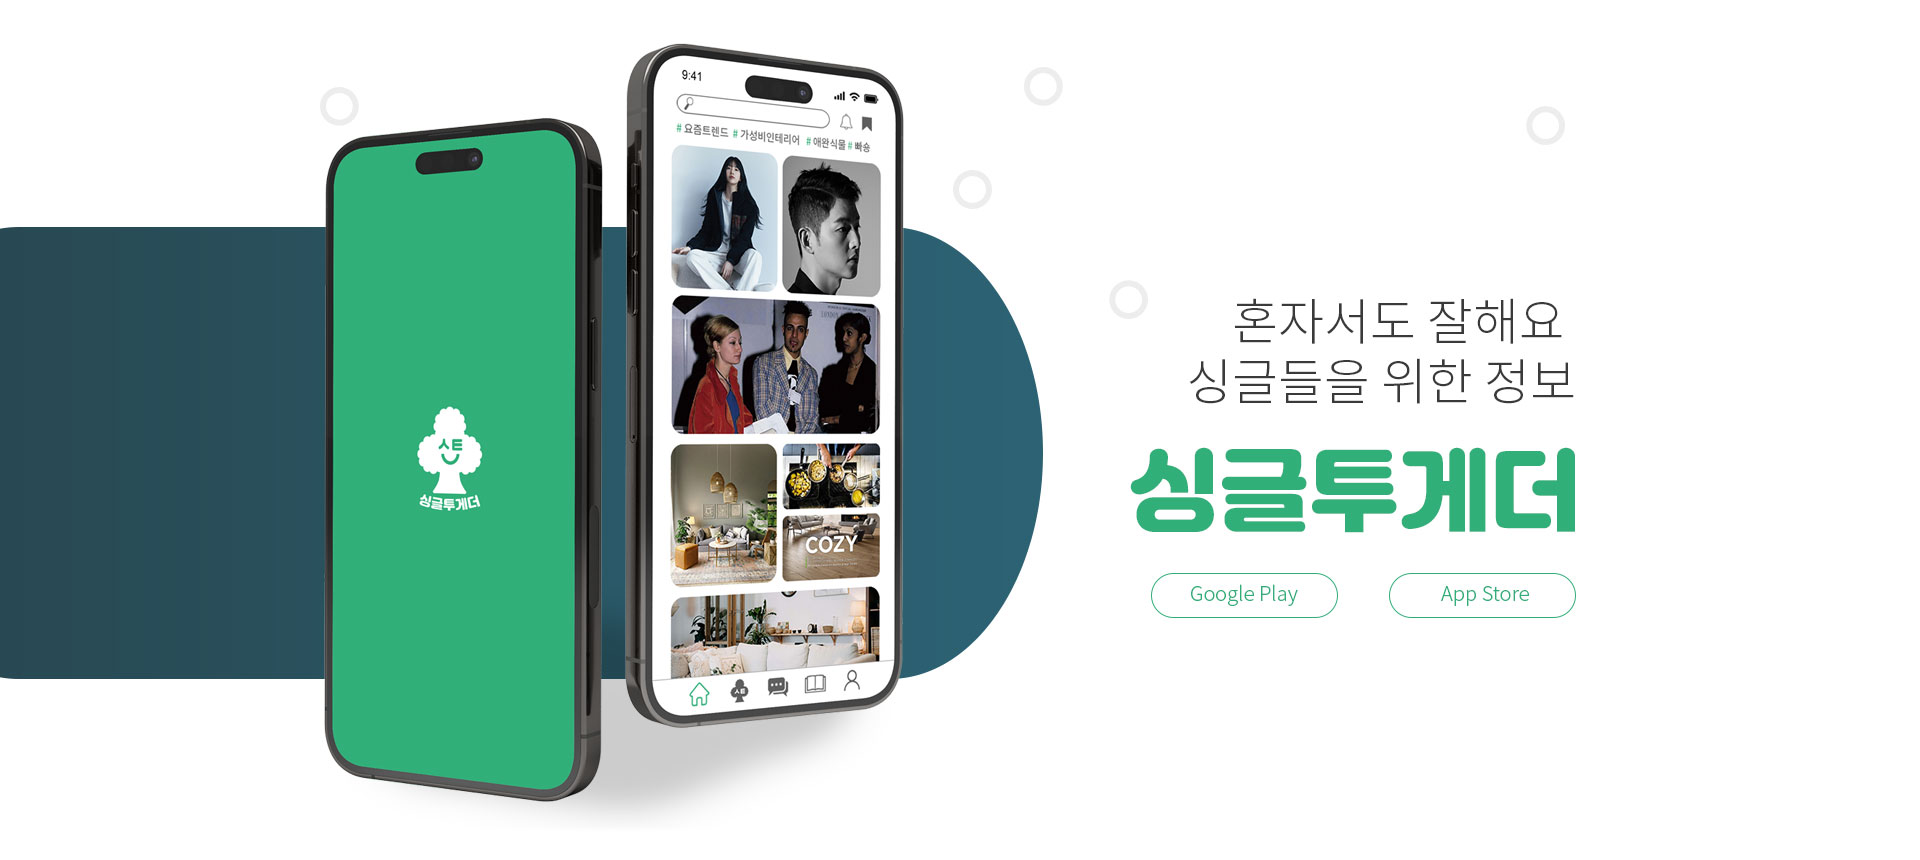 9:41
# 요즘트렌드 # 가성비인테리어 # 애완식물 # 빠숑
COZY
스트
싱글투게더
혼자서도 잘해요
싱글들을 위한 정보
싱글투게더
Google Play
App Store